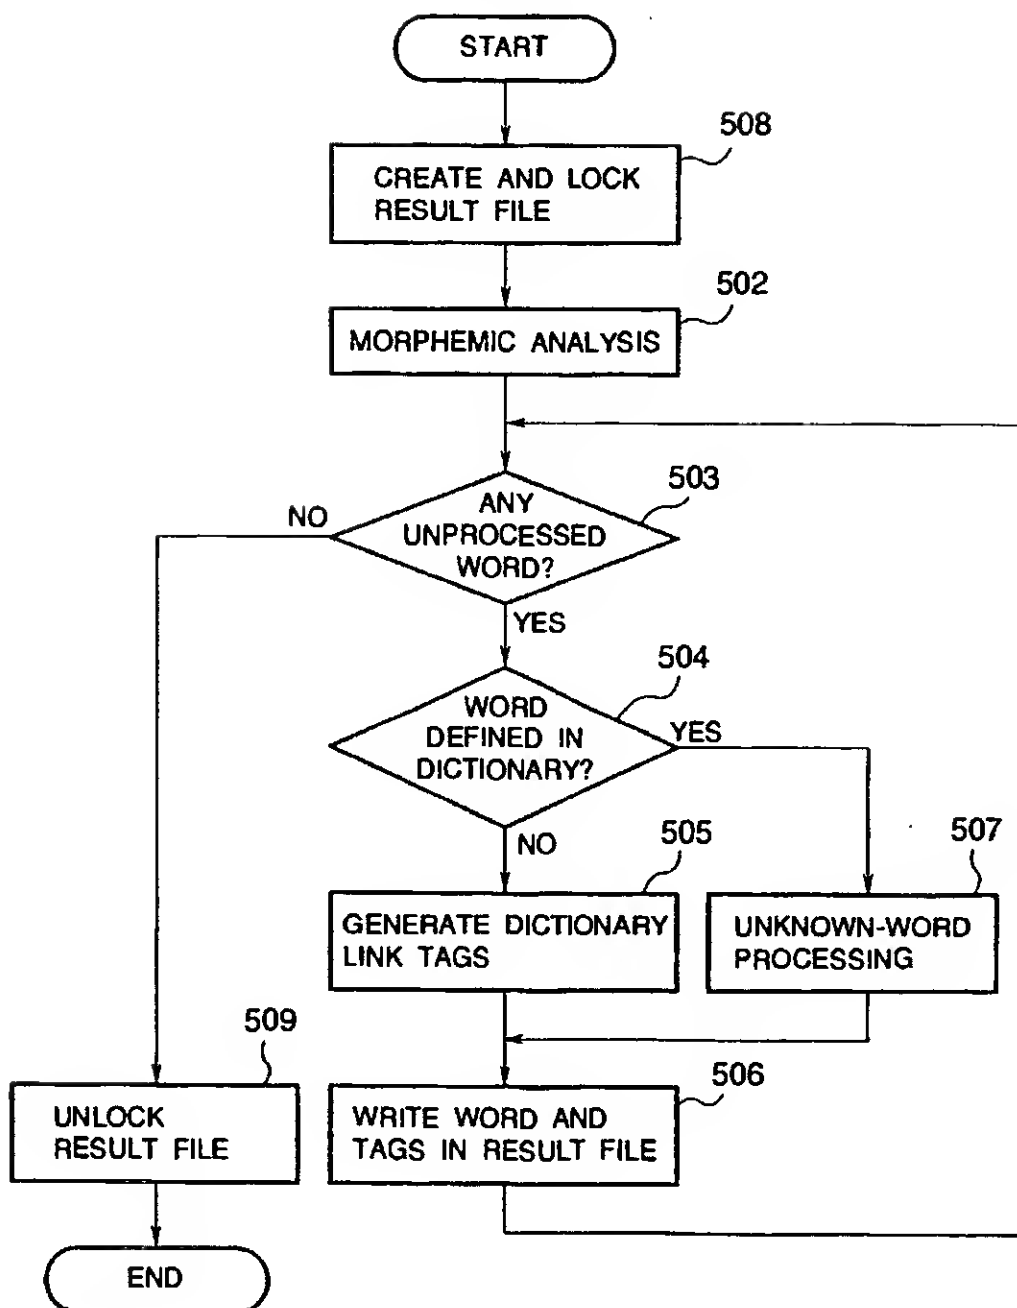 START
508
CREATE AND LOCK
RESULT FILE
502
MORPHEMIC ANALYSIS
503
ANY
UNPROCESSED
WORD?
NO
YES
504
WORD
DEFINED IN
DICTIONARY?
YES
NO
505
GENERATE DICTIONARY
LINK TAGS
507
UNKNOWN-WORD
PROCESSING
509
UNLOCK
RESULT FILE
506
WRITE WORD AND
TAGS IN RESULT FILE
END